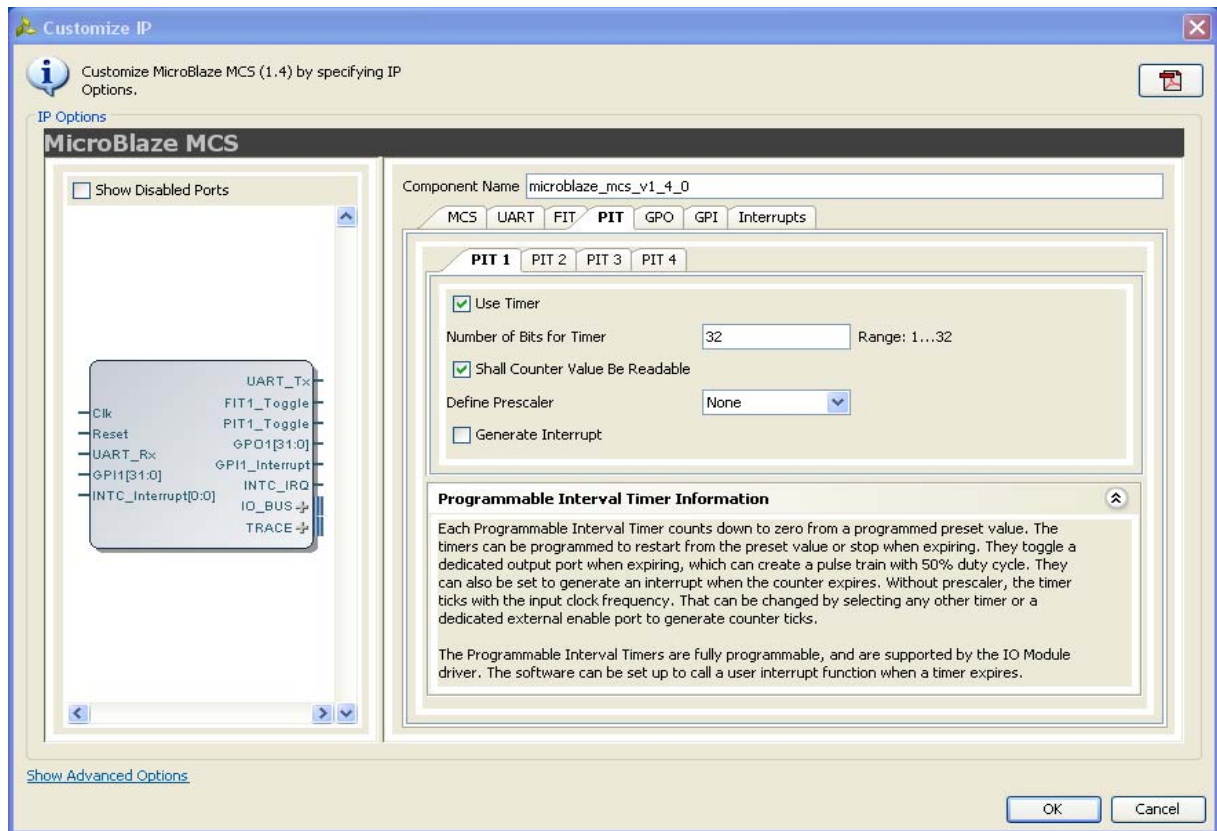 Customize IP
Customize MicroBlaze MCS (1.4) by specifying IP
Options.
IP Options
MicroBlaze MCS
Show Disabled Ports
Clk
Reset
UART_Rx
GPI1[31:0]
INTC_Interrupt[0:0]
UART_Tx
FIT1_Toggle
PIT1_Toggle
GPO1[31:0]
GPI1_Interrupt
INTC_IRQ
IO_BUS
TRACE
Component Name microblaze_mcs_v1_4_0
MCS UART FIT PIT GPO GPI Interrupts
PIT 1 PIT 2 PIT 3 PIT 4
Use Timer
Number of Bits for Timer 32 Range: 1...32
Shall Counter Value Be Readable
Define Prescaler None
Generate Interrupt
Programmable Interval Timer Information
Each Programmable Interval Timer counts down to zero from a programmed preset value. The
timers can be programmed to restart from the preset value or stop when expiring. They toggle a
dedicated output port when expiring, which can create a pulse train with 50% duty cycle. They
can also be set to generate an interrupt when the counter expires. Without prescaler, the timer
ticks with the input clock frequency. That can be changed by selecting any other timer or a
dedicated external enable port to generate counter ticks.
The Programmable Interval Timers are fully programmable, and are supported by the IO Module
driver. The software can be set up to call a user interrupt function when a timer expires.
Show Advanced Options
OK Cancel